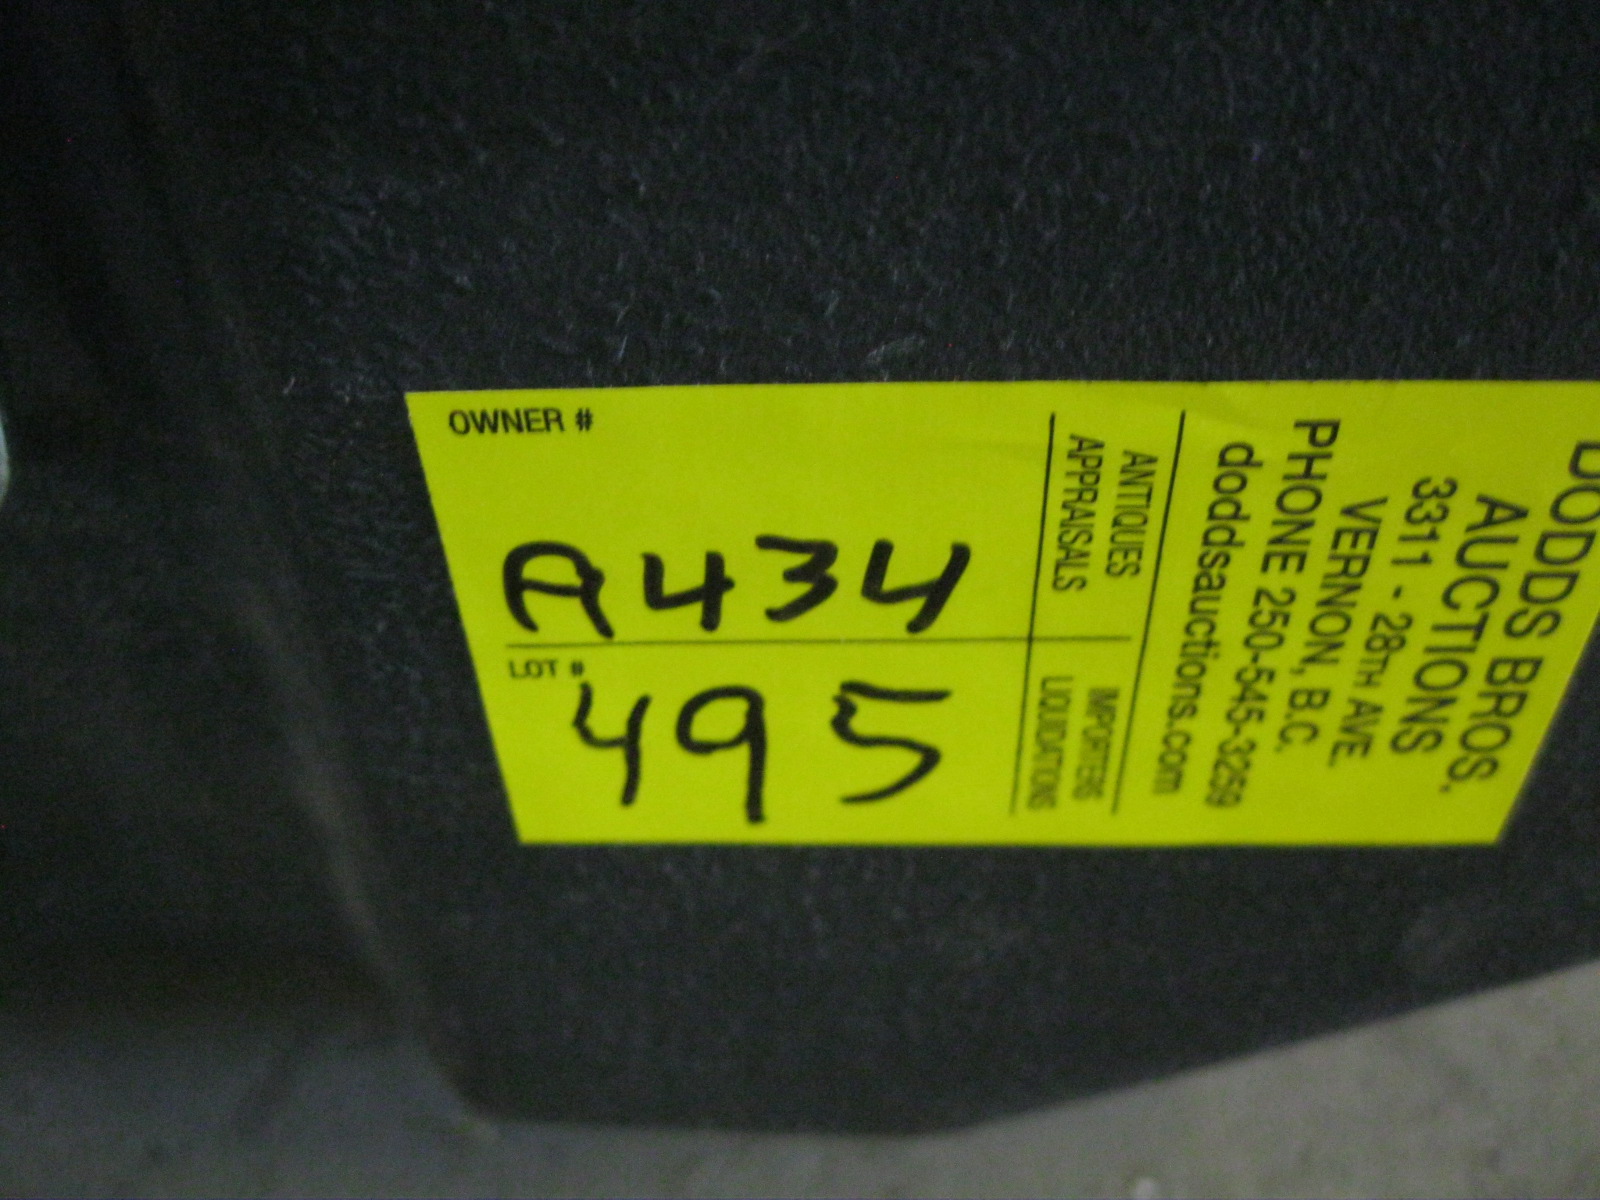 OWNER #
A434
LOT #
495
DODDS BROS.
AUCTIONS
3311 - 28TH AVE.
VERNON, B.C.
PHONE 250-545-3259
doddsauctions.com
ANTIQUES
APPRAISALS
IMPORTERS
LIQUIDATIONS